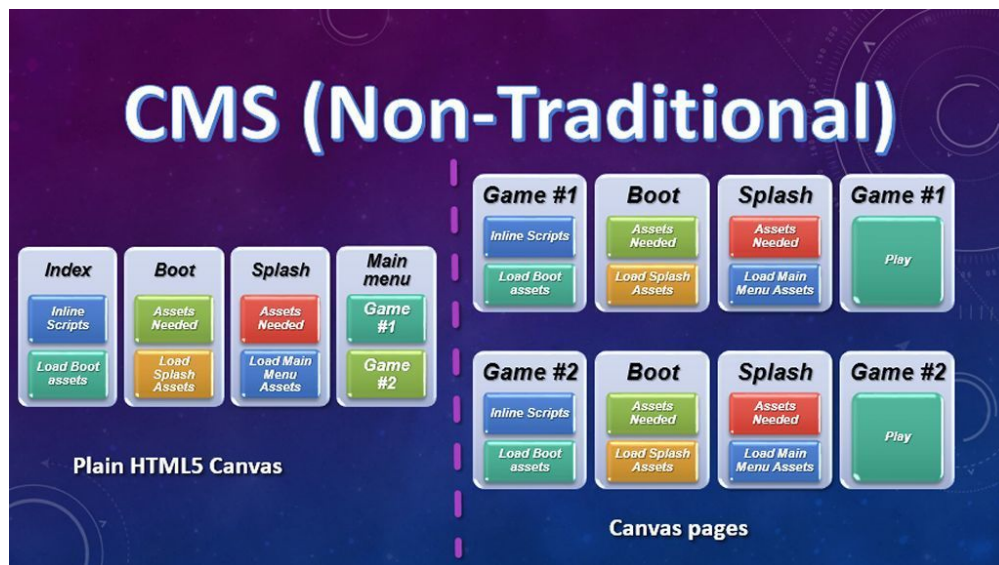 CMS (Non-Traditional)
Index
Inline
Scripts
Load Boot
assets
Boot
Assets
Needed
Load
Splash
Assets
Splash
Assets
Needed
Load Main
Menu
Assets
Main
menu
Game
#1
Game
#2
Plain HTML5 Canvas
Game #1
Inline Scripts
Load Boot
assets
Boot
Assets
Needed
Load Splash
Assets
Splash
Assets
Needed
Load Main
Menu Assets
Game #1
Play
Game #2
Inline Scripts
Load Boot
assets
Boot
Assets
Needed
Load Splash
Assets
Splash
Assets
Needed
Load Main
Menu Assets
Game #2
Play
Canvas pages